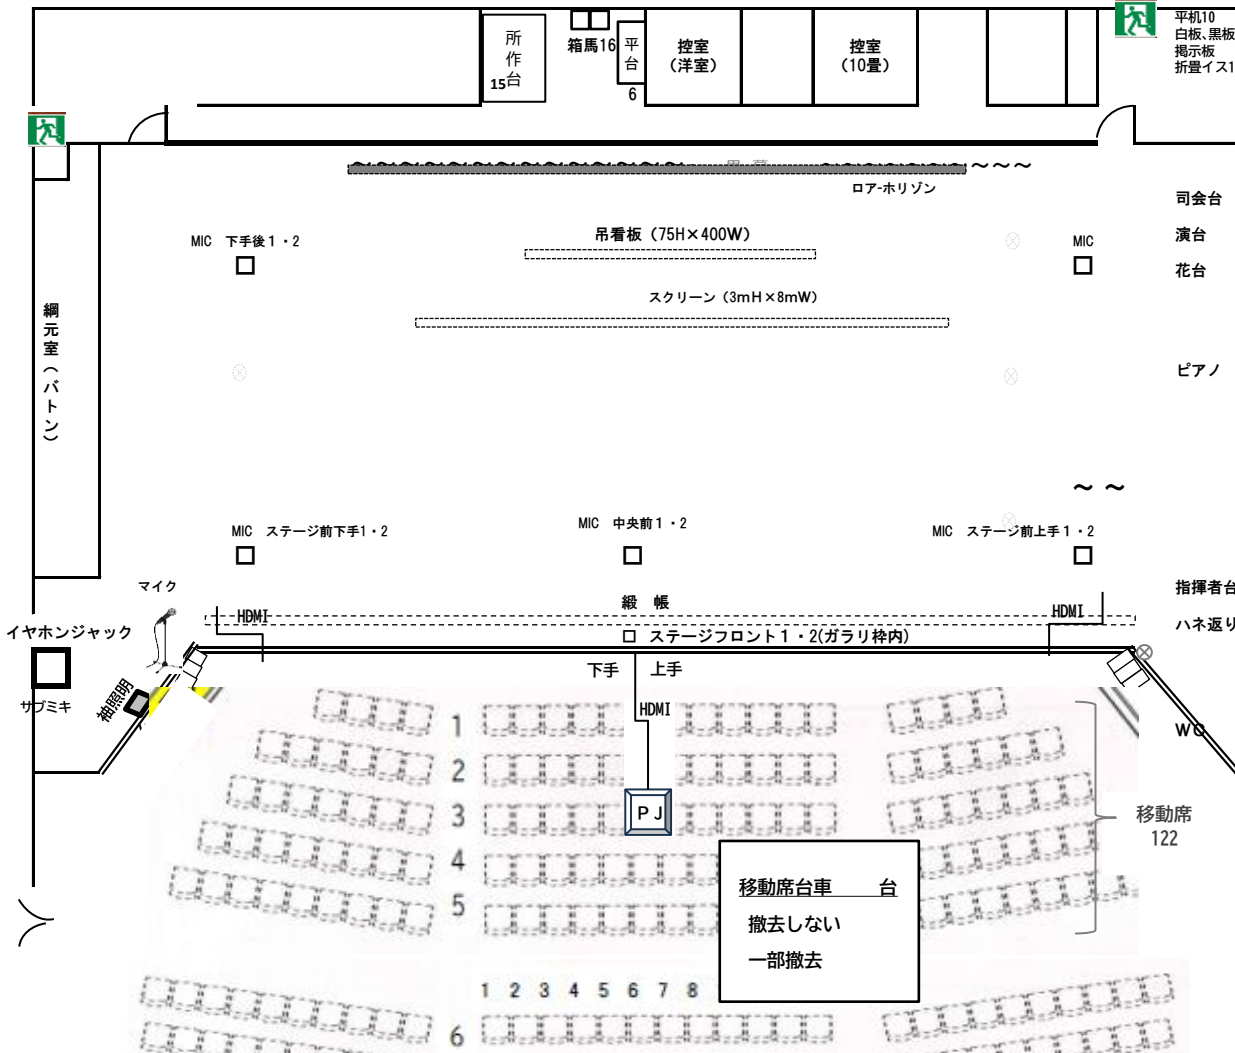 平机10
白板、黒板
掲示板
折畳イス1
所作台
15
箱馬16
平台
6
控室
(洋室)
控室
(10畳)
ロアーホリゾン
司会台
演台
花台
ピアノ
指揮者台
ハネ返り
MIC 下手後1・2
吊看板(75H×400W)
MIC
スクリーン(3mH×8mW)
綱元室(バトン)
MIC ステージ前下手1・2
MIC 中央前1・2
MIC ステージ前上手1・2
マイク
HDMI
緞 帳
HDMI
イヤホンジャック
ステージフロント1・2(ガラリ枠内)
下手 上手
サブミキ
袖照明
HDMI
WC
1
2
3
PJ
4
5
移動席
122
移動席台車 台
撤去しない
一部撤去
1 2 3 4 5 6 7 8
6